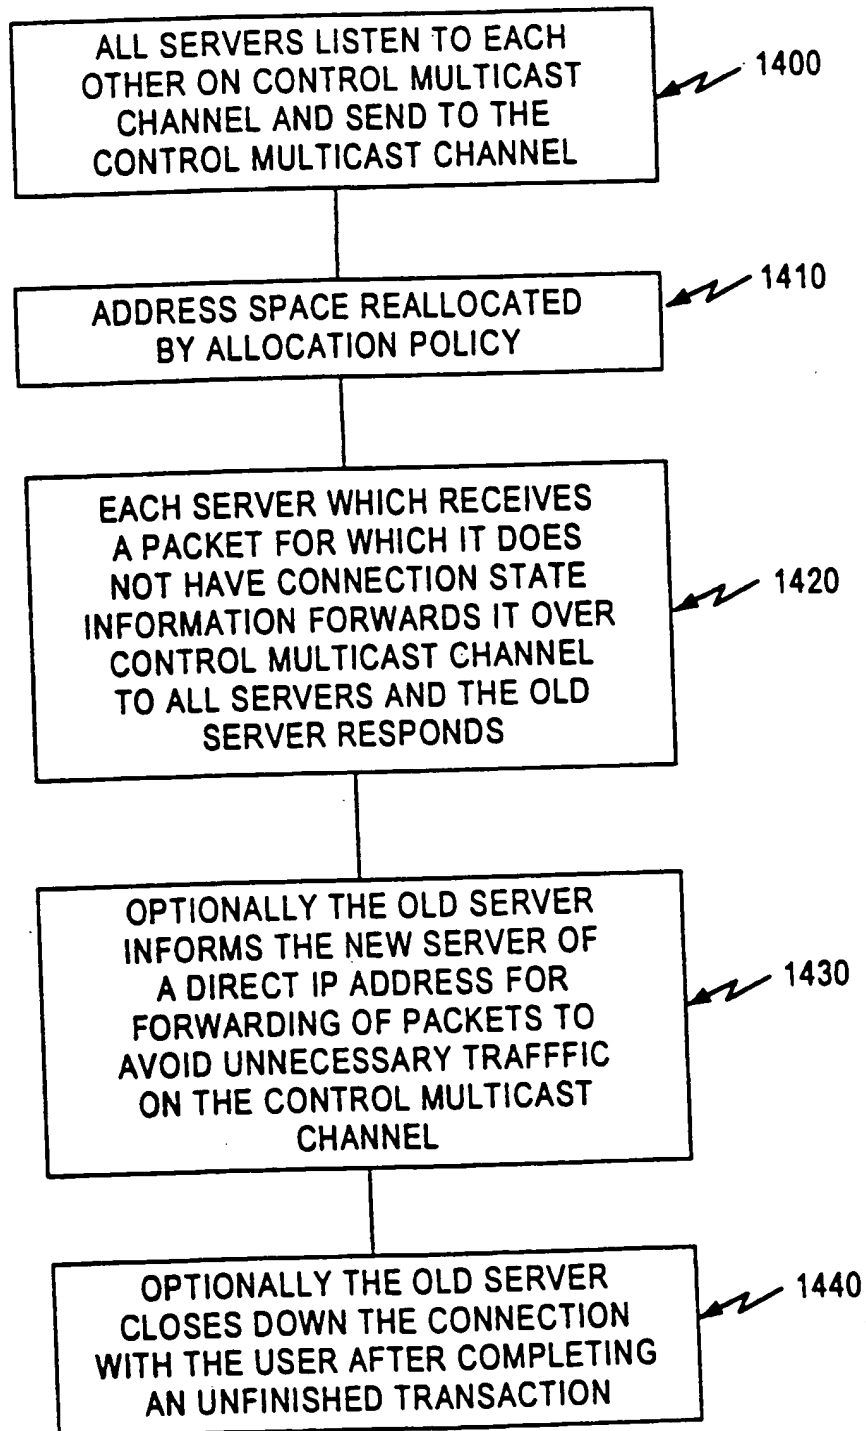 ALL SERVERS LISTEN TO EACH
OTHER ON CONTROL MULTICAST
CHANNEL AND SEND TO THE
CONTROL MULTICAST CHANNEL
1400
ADDRESS SPACE REALLOCATED
BY ALLOCATION POLICY
1410
EACH SERVER WHICH RECEIVES
A PACKET FOR WHICH IT DOES
NOT HAVE CONNECTION STATE
INFORMATION FORWARDS IT OVER
CONTROL MULTICAST CHANNEL
TO ALL SERVERS AND THE OLD
SERVER RESPONDS
1420
OPTIONALLY THE OLD SERVER
INFORMS THE NEW SERVER OF
A DIRECT IP ADDRESS FOR
FORWARDING OF PACKETS TO
AVOID UNNECESSARY TRAFFFIC
ON THE CONTROL MULTICAST
CHANNEL
1430
OPTIONALLY THE OLD SERVER
CLOSES DOWN THE CONNECTION
WITH THE USER AFTER COMPLETING
AN UNFINISHED TRANSACTION
1440